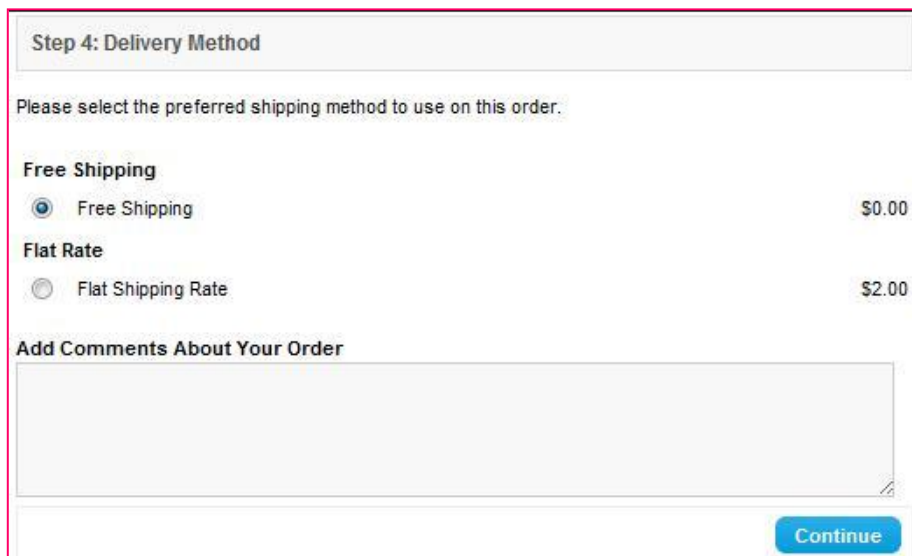 Step 4: Delivery Method
Please select the preferred shipping method to use on this order.
Free Shipping
Free Shipping $0.00
Flat Rate
Flat Shipping Rate $2.00
Add Comments About Your Order
Continue